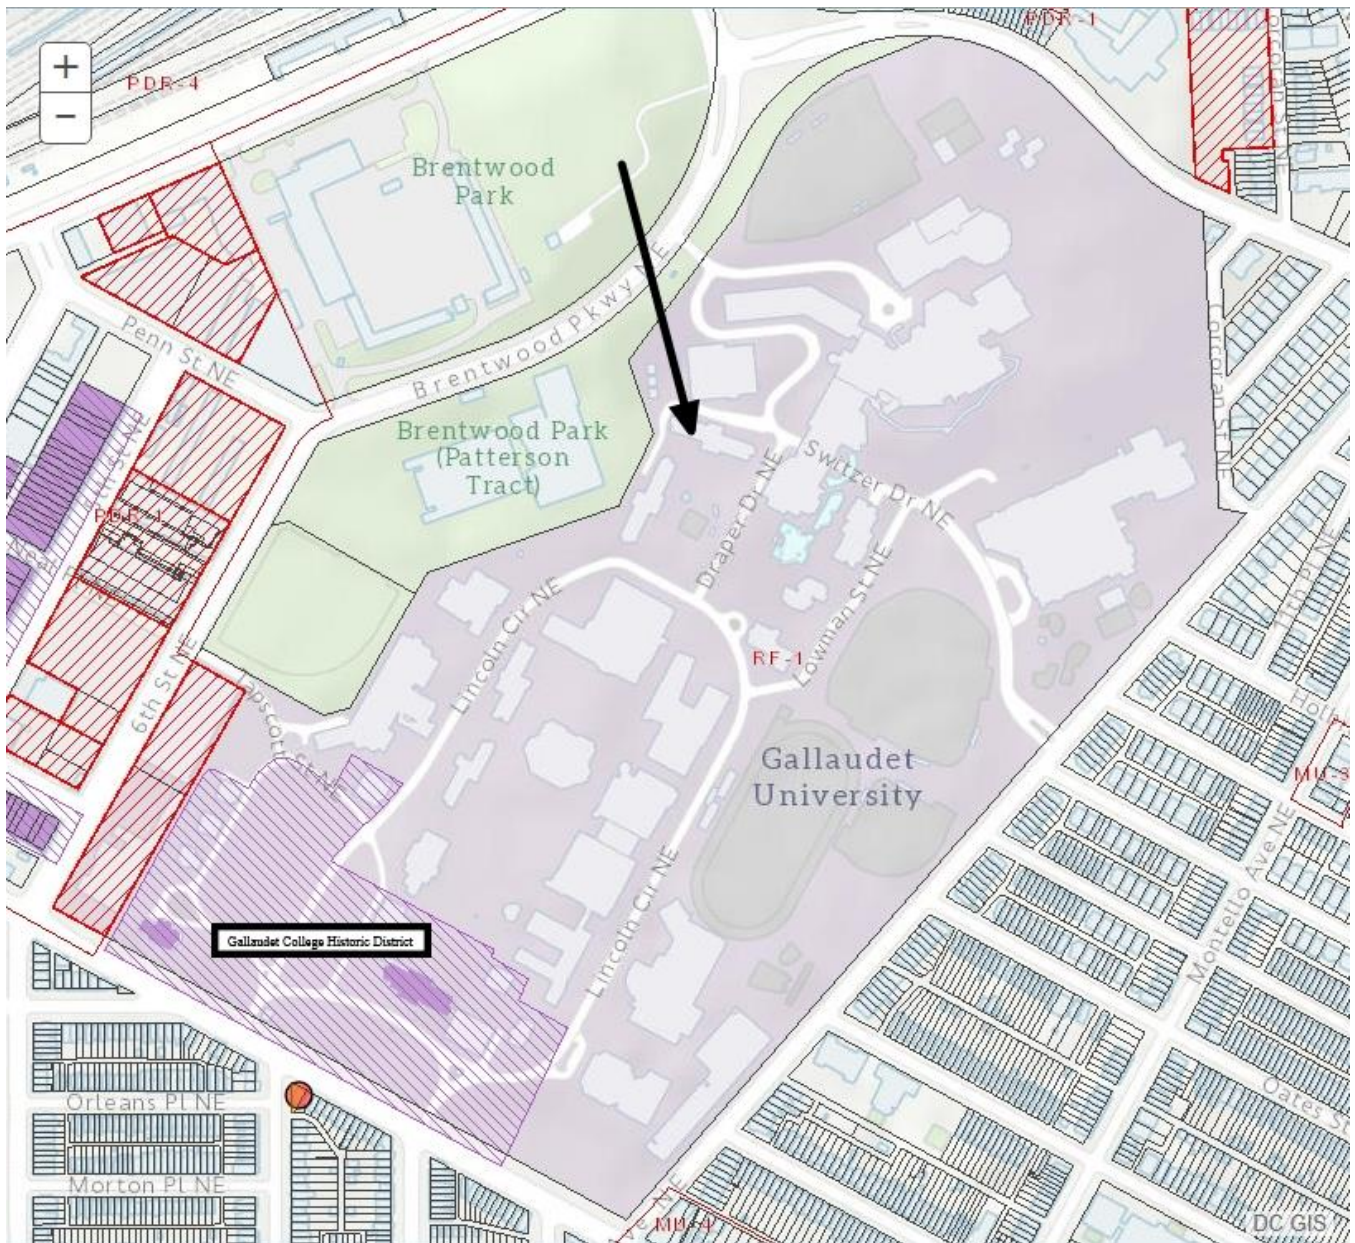 +
−
PDR-4
PDR-1
Brentwood
Park
Penn St NE
Brentwood Pkwy NE
Corcoran St NE
Brentwood Park
(Patterson
Tract)
Switzer Dr NE
Draper Dr NE
PDR-1
Lincoln Cir NE
Lowman St NE
RF-1
6th St NE
Gallaudet
University
MU-3
Montello Ave NE
Lincoln Cir NE
Gallaudet College Historic District
Orleans Pl NE
Oates St
Morton Pl NE
MU-4
DC GIS